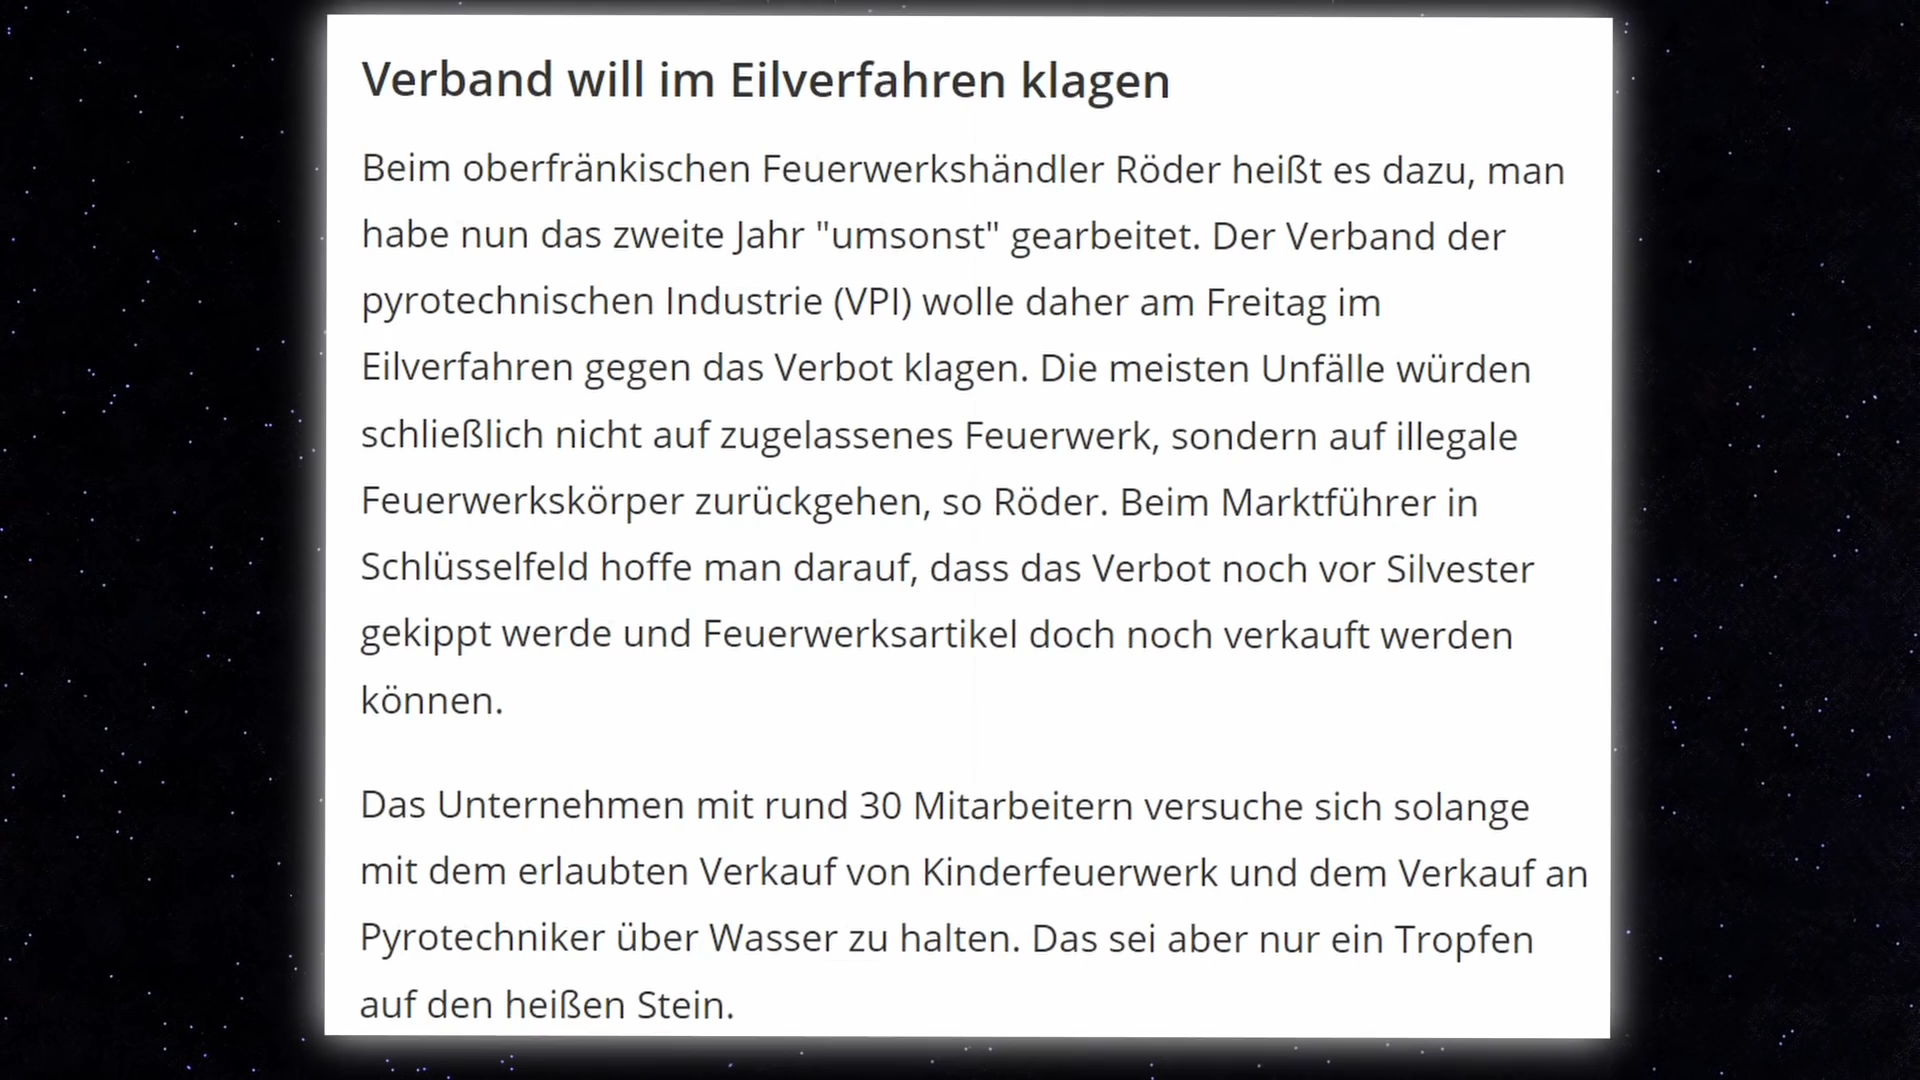 Verband will im Eilverfahren klagen
Beim oberfränkischen Feuerwerkshändler Röder heißt es dazu, man
habe nun das zweite Jahr "umsonst" gearbeitet. Der Verband der
pyrotechnischen Industrie (VPI) wolle daher am Freitag im
Eilverfahren gegen das Verbot klagen. Die meisten Unfälle würden
schließlich nicht auf zugelassenes Feuerwerk, sondern auf illegale
Feuerwerkskörper zurückgehen, so Röder. Beim Marktführer in
Schlüsselfeld hoffe man darauf, dass das Verbot noch vor Silvester
gekippt werde und Feuerwerksartikel doch noch verkauft werden
können.
Das Unternehmen mit rund 30 Mitarbeitern versuche sich solange
mit dem erlaubten Verkauf von Kinderfeuerwerk und dem Verkauf an
Pyrotechniker über Wasser zu halten. Das sei aber nur ein Tropfen
auf den heißen Stein.